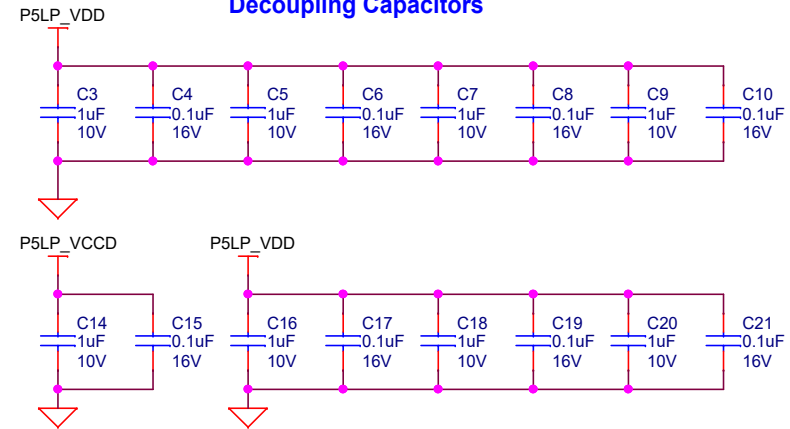 Decoupling Capacitors
P5LP_VDD
C3
1uF
10V
C4
0.1uF
16V
C5
1uF
10V
C6
0.1uF
16V
C7
1uF
10V
C8
0.1uF
16V
C9
1uF
10V
C10
0.1uF
16V
P5LP_VCCD
C14
1uF
10V
C15
0.1uF
16V
P5LP_VDD
C16
1uF
10V
C17
0.1uF
16V
C18
1uF
10V
C19
0.1uF
16V
C20
1uF
10V
C21
0.1uF
16V